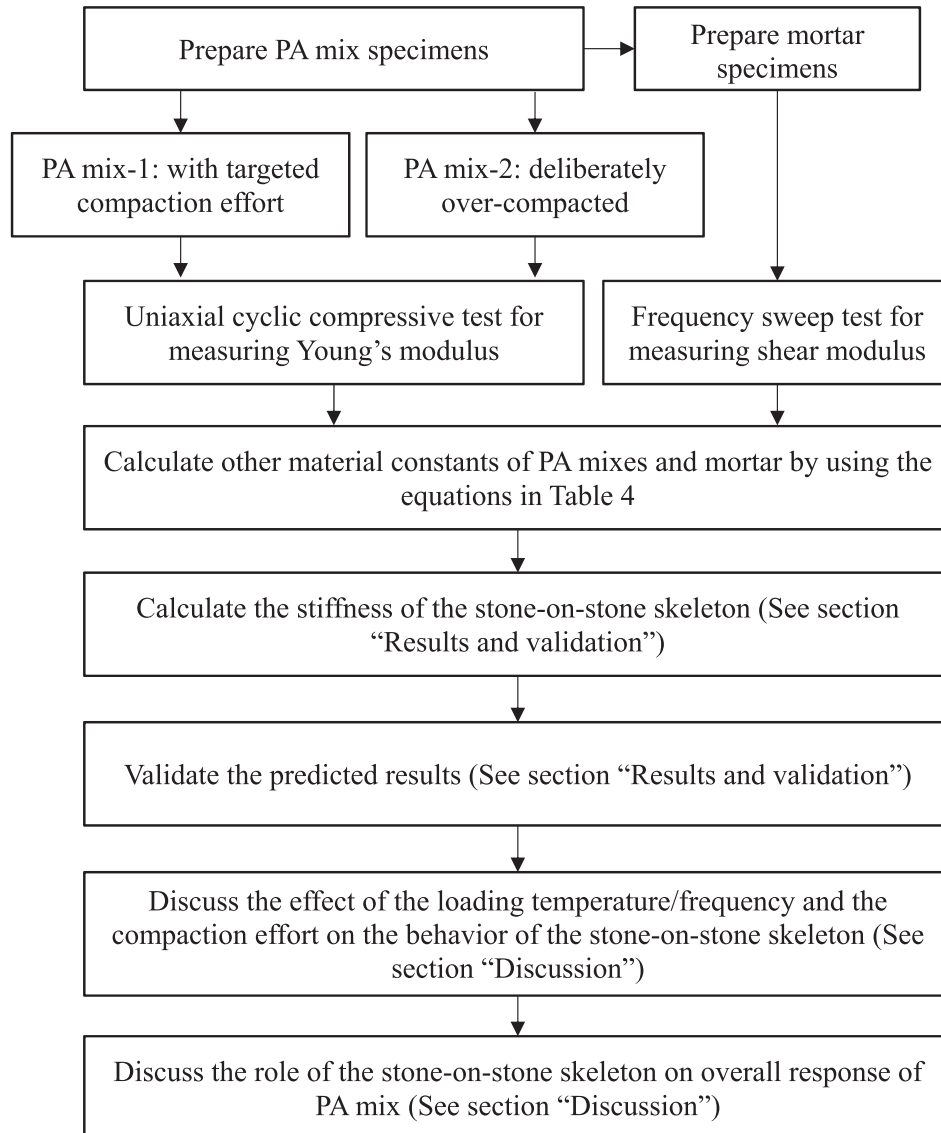 Prepare PA mix specimens
Prepare mortar
specimens
PA mix-1: with targeted
compaction effort
PA mix-2: deliberately
over-compacted
Uniaxial cyclic compressive test for
measuring Young’s modulus
Frequency sweep test for
measuring shear modulus
Calculate other material constants of PA mixes and mortar by using the
equations in Table 4
Calculate the stiffness of the stone-on-stone skeleton (See section
“Results and validation”)
Validate the predicted results (See section “Results and validation”)
Discuss the effect of the loading temperature/frequency and the
compaction effort on the behavior of the stone-on-stone skeleton (See
section “Discussion”)
Discuss the role of the stone-on-stone skeleton on overall response of
PA mix (See section “Discussion”)